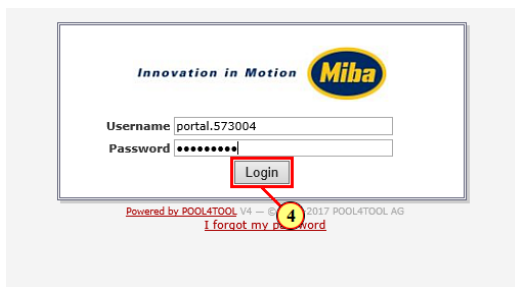 Innovation in Motion Miba
Username portal.573004
Password •••••••••
Login
Powered by POOL4TOOL V4 — © 2017 POOL4TOOL AG
4
I forgot my password